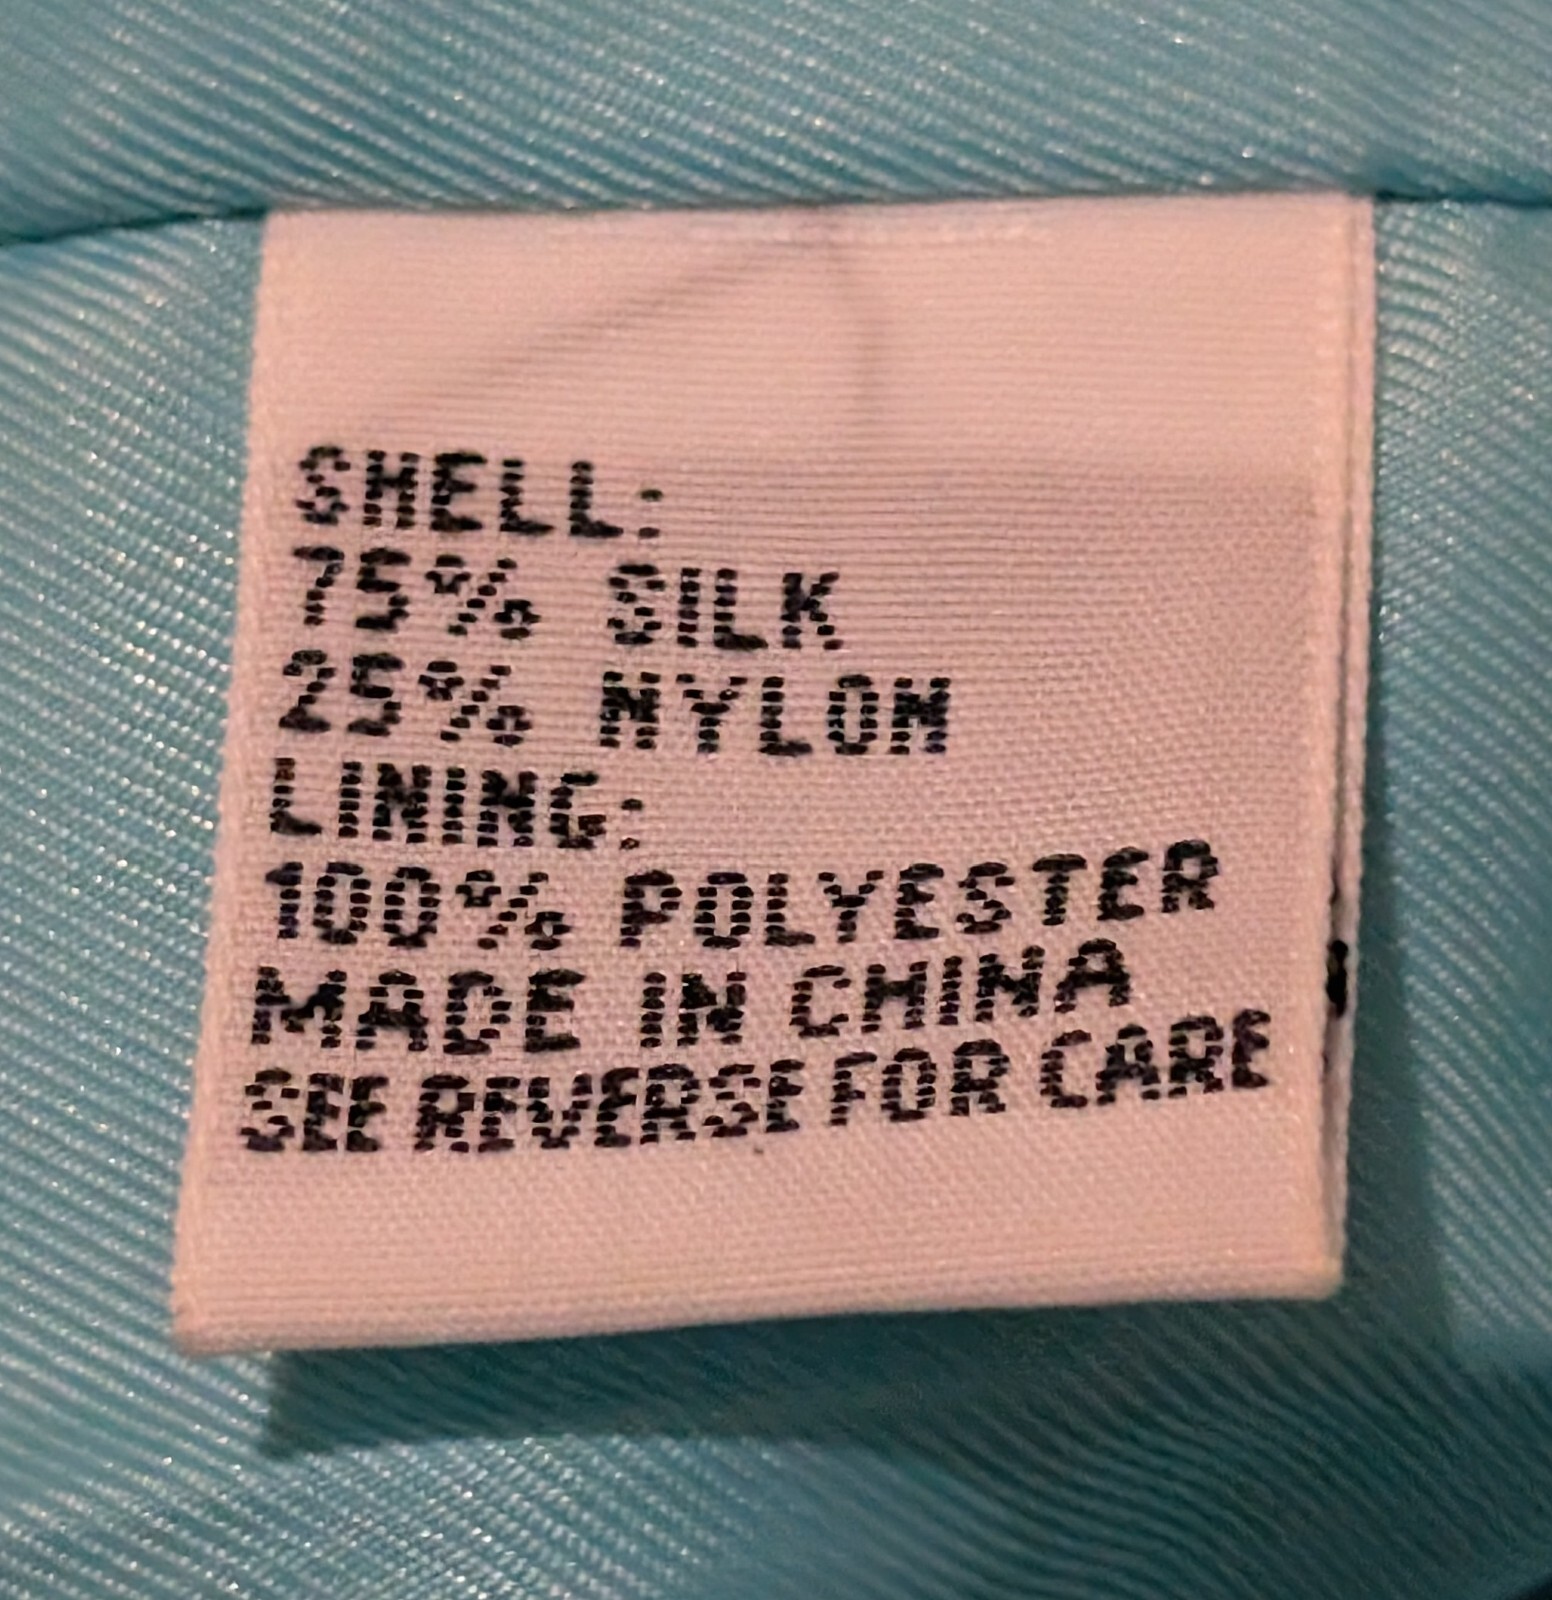 SHELL:
75% SILK
25% NYLON
LINING:
100% POLYESTER
MADE IN CHINA
SEE REVERSE FOR CARE